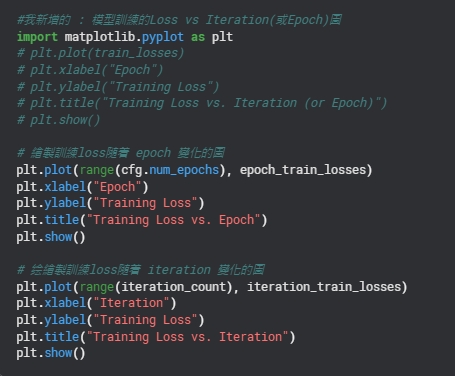 #我新增的 : 模型訓練的Loss vs Iteration(或Epoch)圖
import matplotlib.pyplot as plt
# plt.plot(train_losses)
# plt.xlabel("Epoch")
# plt.ylabel("Training Loss")
# plt.title("Training Loss vs. Iteration (or Epoch)")
# plt.show()
# 繪製訓練loss隨著 epoch 變化的圖
plt.plot(range(cfg.num_epochs), epoch_train_losses)
plt.xlabel("Epoch")
plt.ylabel("Training Loss")
plt.title("Training Loss vs. Epoch")
plt.show()
# 绘繪製訓練loss隨著 iteration 變化的圖
plt.plot(range(iteration_count), iteration_train_losses)
plt.xlabel("Iteration")
plt.ylabel("Training Loss")
plt.title("Training Loss vs. Iteration")
plt.show()